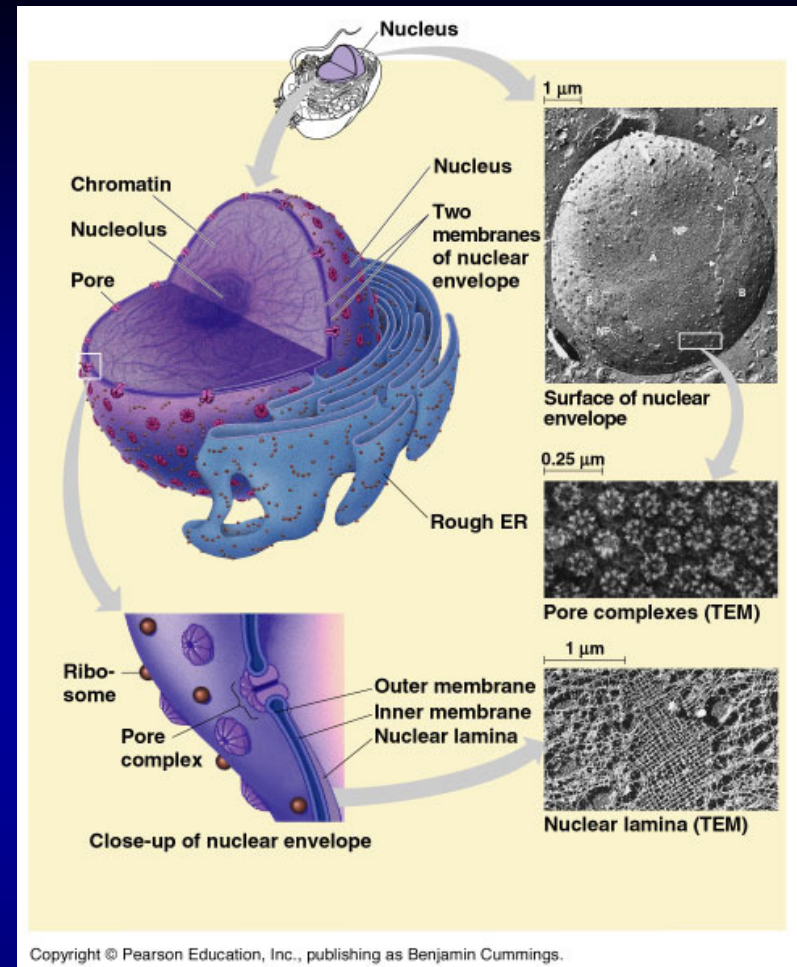 Nucleus
1 μm
Nucleus
Chromatin
Nucleolus
Pore
Two
membranes
of nuclear
envelope
NP
A
B
B
NP
Surface of nuclear
envelope
0.25 μm
Rough ER
Pore complexes (TEM)
1 μm
Ribo-
some
Pore
complex
Outer membrane
Inner membrane
Nuclear lamina
Close-up of nuclear envelope
Nuclear lamina (TEM)
Copyright © Pearson Education, Inc., publishing as Benjamin Cummings.